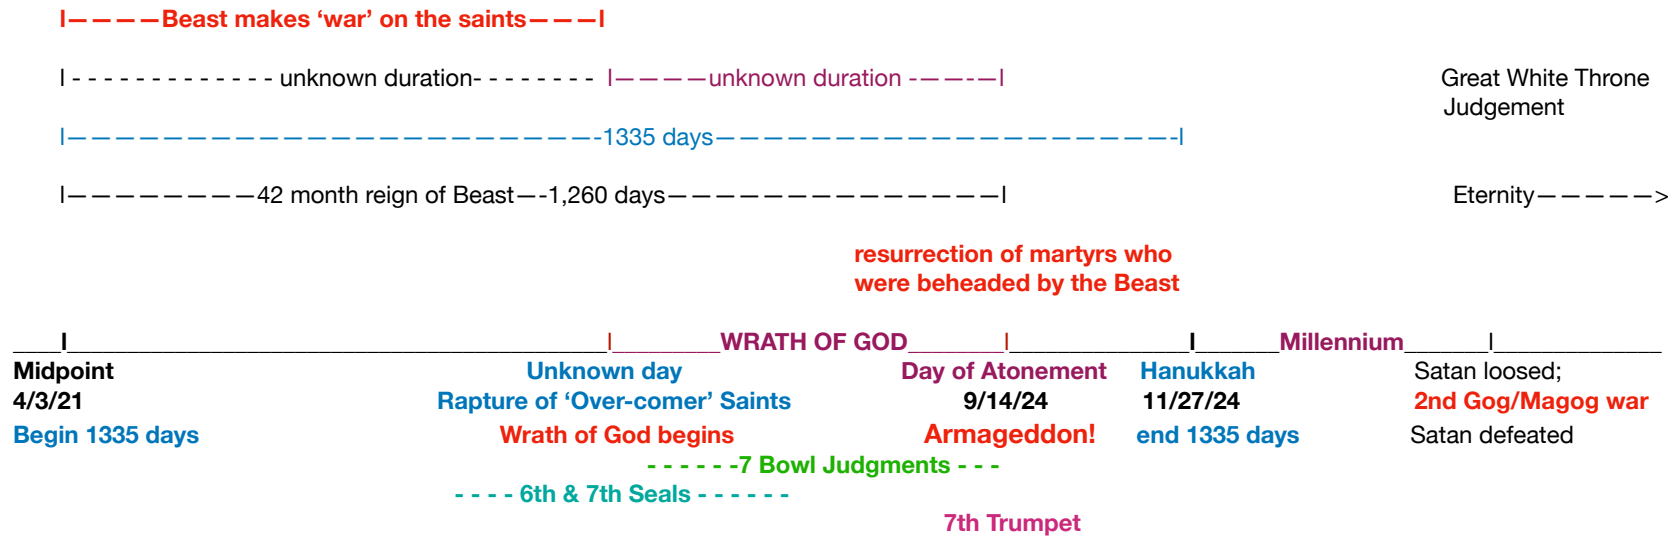 I————Beast makes ‘war’ on the saints———I
I - - - - - - - - - - - - - unknown duration- - - - - - - - I————unknown duration -——-—I Great White Throne
Judgement
I—————————————————-1335 days——————————————-I
I————————42 month reign of Beast—-1,260 days——————————————I Eternity—————>
resurrection of martyrs who
were beheaded by the Beast
____I______________________________________________I_________WRATH OF GOD________I_______________I_______Millennium_______I______________
Midpoint Unknown day Day of Atonement Hanukkah Satan loosed;
4/3/21 Rapture of ‘Over-comer’ Saints 9/14/24 11/27/24 2nd Gog/Magog war
Begin 1335 days Wrath of God begins Armageddon! end 1335 days Satan defeated
- - - - - -7 Bowl Judgments - - -
- - - - 6th & 7th Seals - - - - - -
7th Trumpet